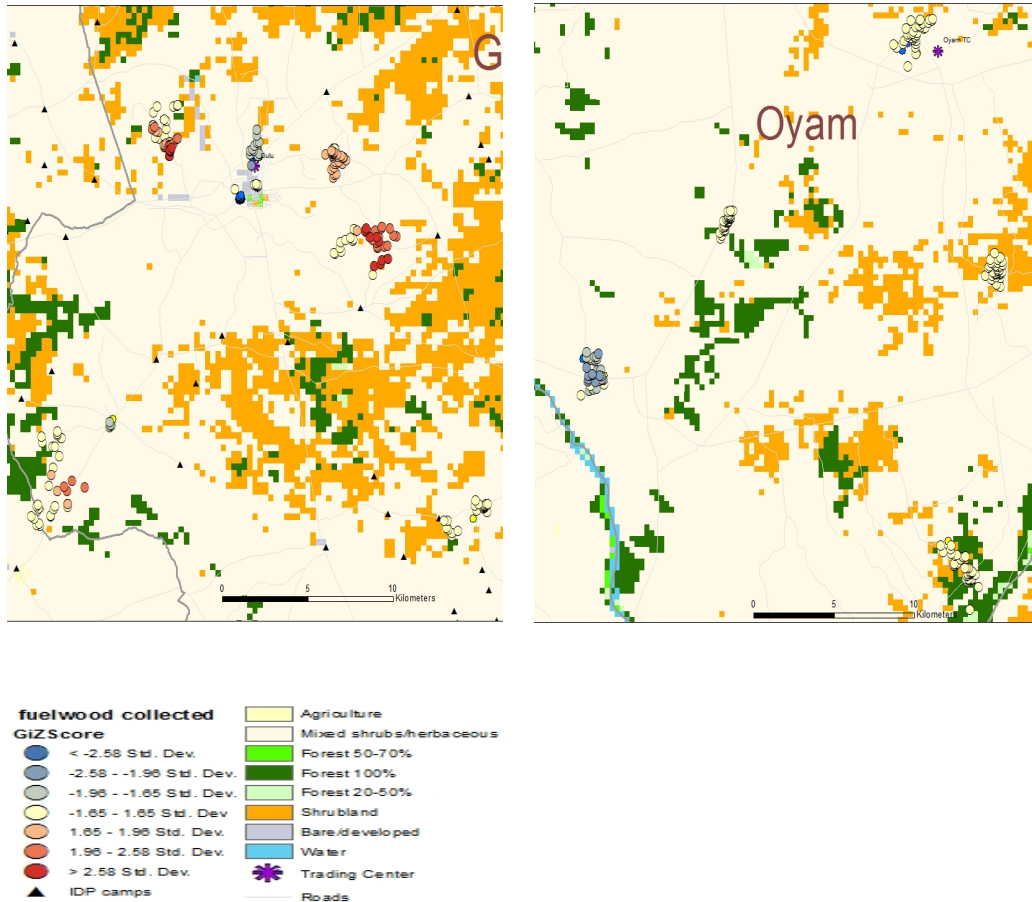 G
Gulu
0 5 10
Kilometers
Oyam TC
Oyam
0 5 10
Kilometers
fuelwood collected
GiZScore
< -2.58 Std. Dev.
-2.58 - -1.96 Std. Dev.
-1.96 - -1.65 Std. Dev.
-1.65 - 1.65 Std. Dev
1.65 - 1.96 Std. Dev.
1.96 - 2.58 Std. Dev.
> 2.58 Std. Dev.
IDP camps
Agriculture
Mixed shrubs/herbaceous
Forest 50-70%
Forest 100%
Forest 20-50%
Shrubland
Bare/developed
Water
Trading Center
Roads